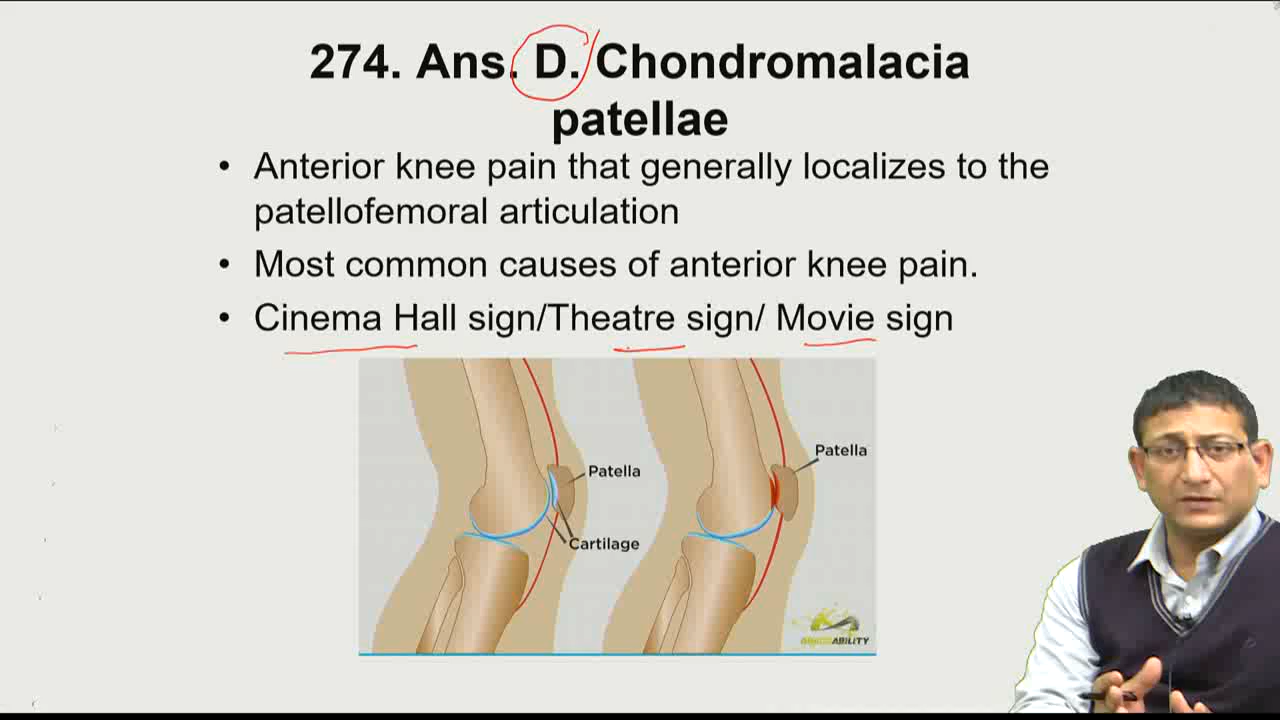 274. Ans. D. Chondromalacia
patellae
• Anterior knee pain that generally localizes to the
patellofemoral articulation
• Most common causes of anterior knee pain.
• Cinema Hall sign/Theatre sign/ Movie sign
Patella
Patella
Cartilage
ABILITY